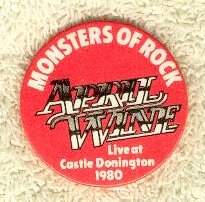 MONSTERS OF ROCK
APRIL
WINE
Live at
Castle Donington
1980